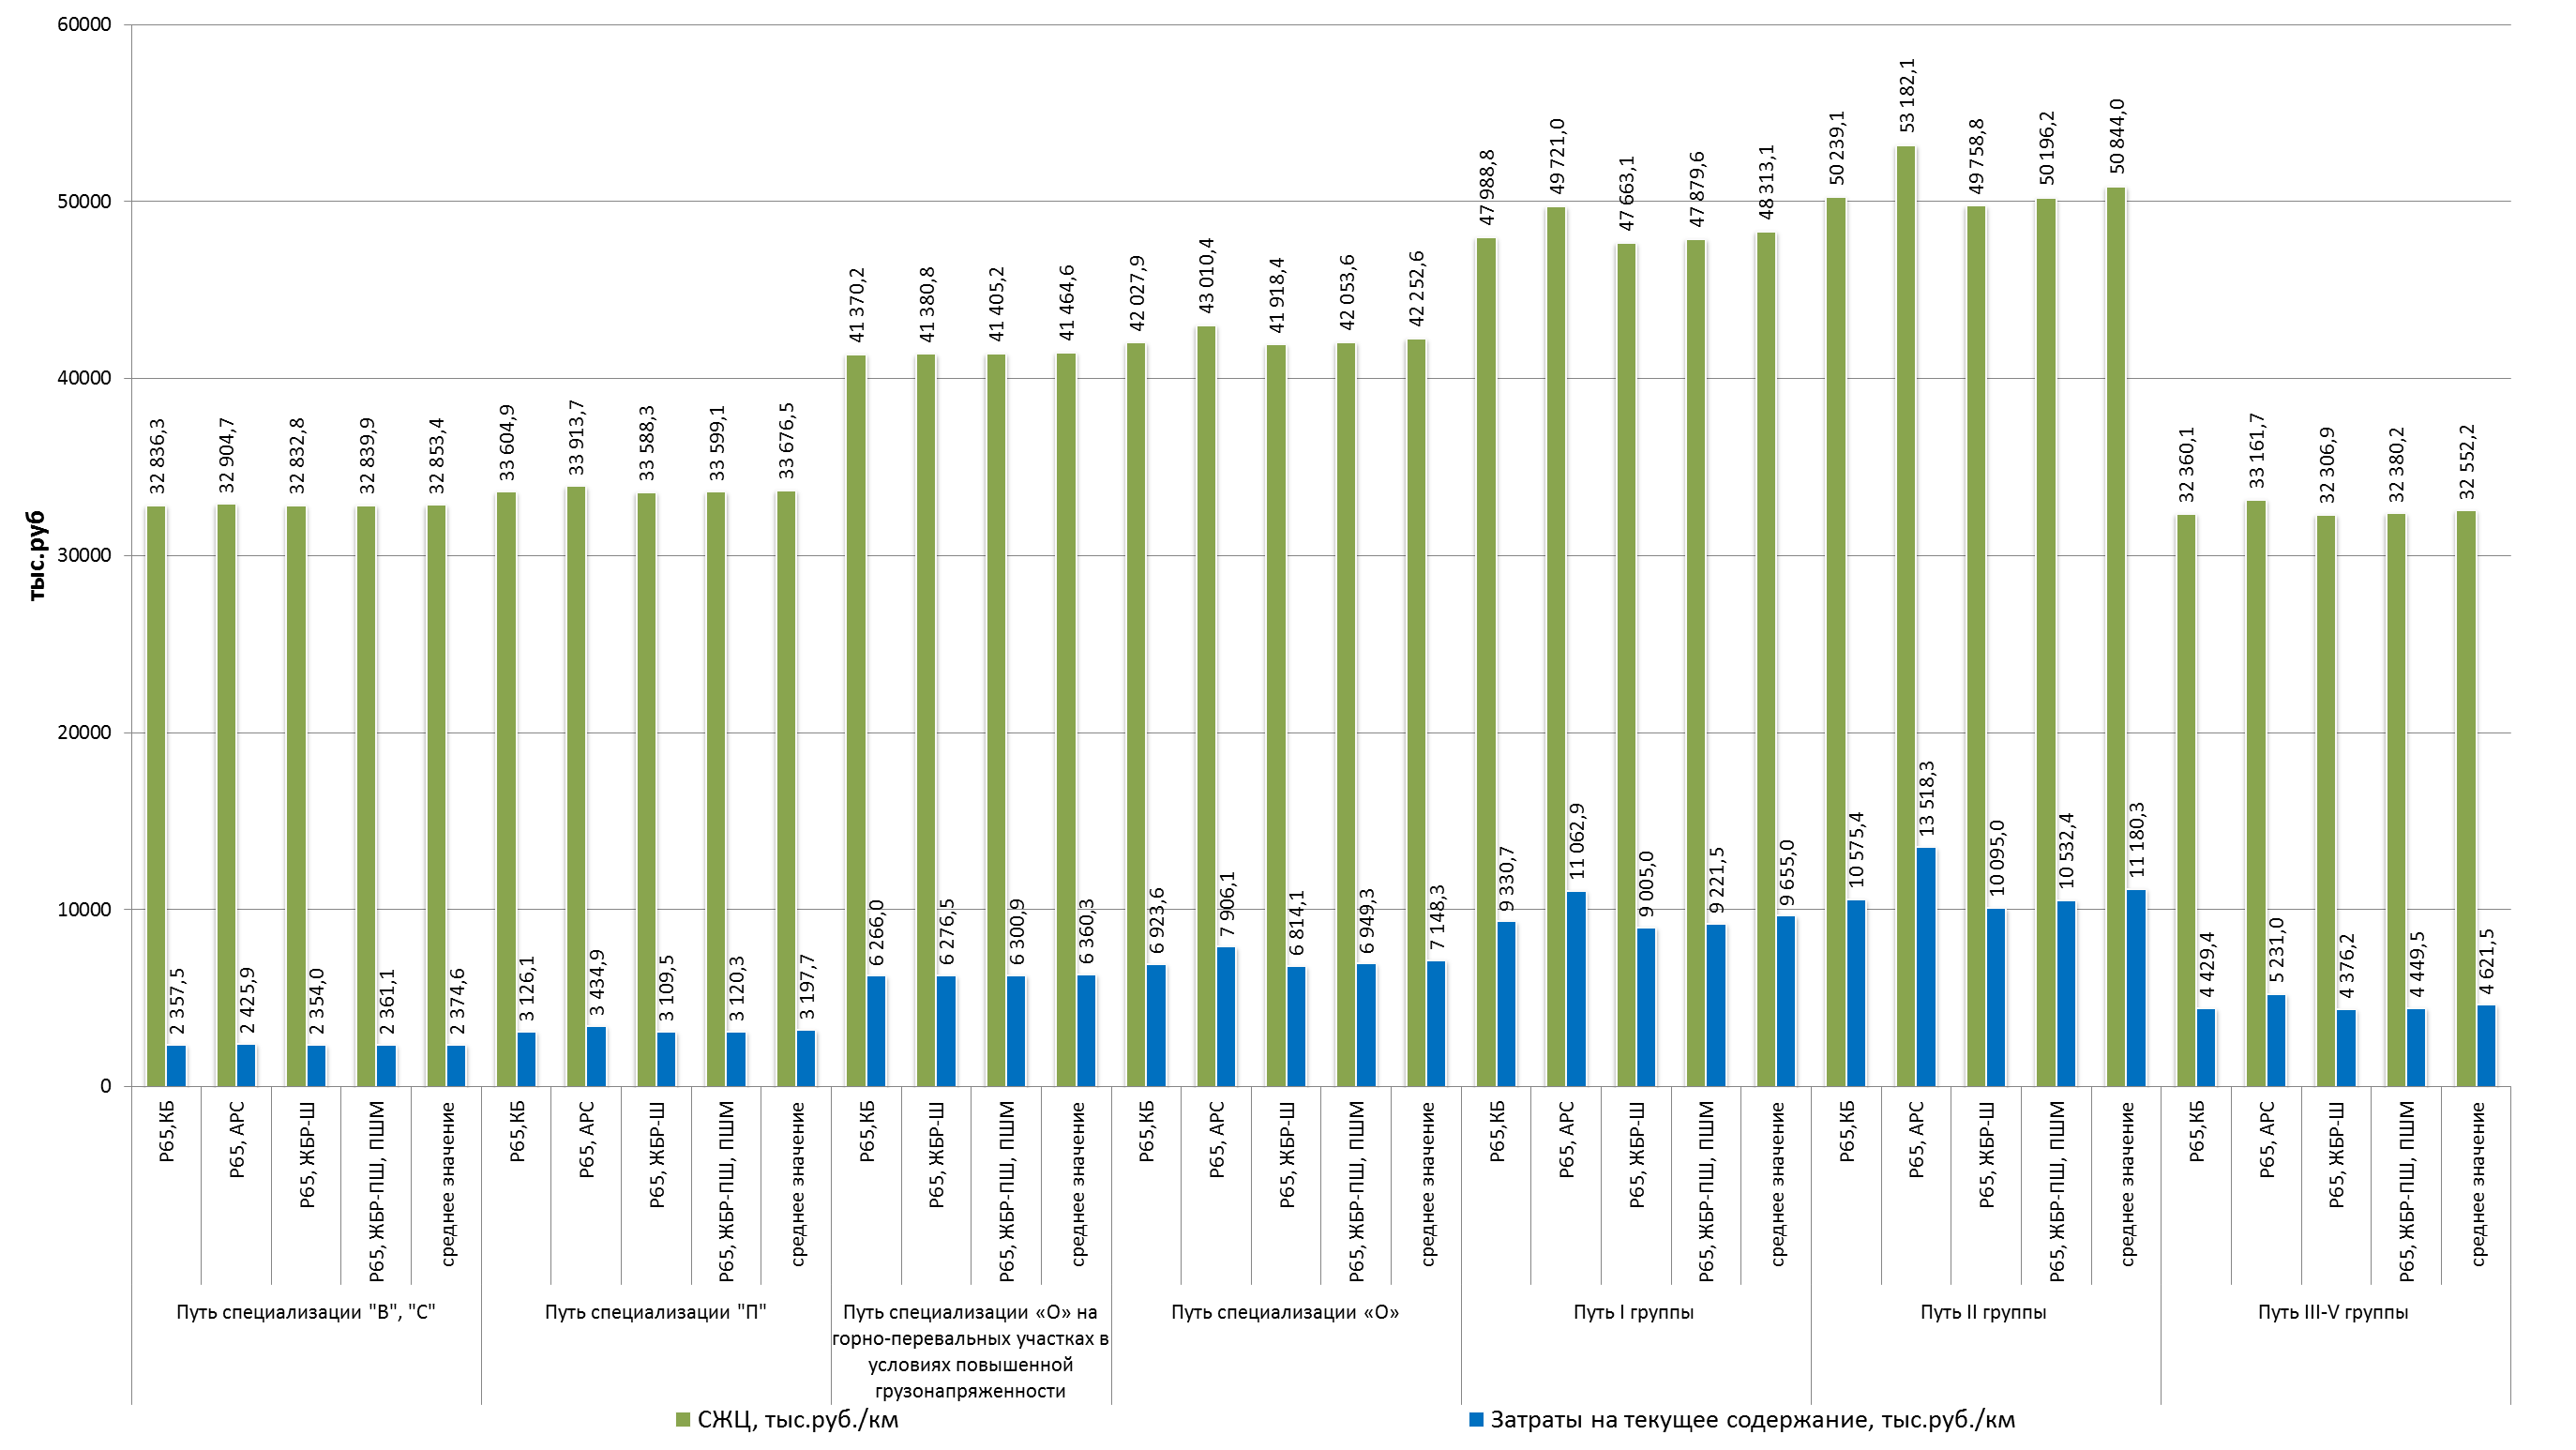 60000
50000
40000
30000
20000
10000
0
тыс.руб
32 836,3
2 357,5
32 904,7
2 425,9
32 832,8
2 354,0
32 839,9
2 361,1
32 853,4
2 374,6
33 604,9
3 126,1
33 913,7
3 434,9
33 588,3
3 109,5
33 599,1
3 120,3
33 676,5
3 197,7
41 370,2
6 266,0
41 380,8
6 276,5
41 405,2
6 300,9
41 464,6
6 360,3
42 027,9
6 923,6
43 010,4
7 906,1
41 918,4
6 814,1
42 053,6
6 949,3
42 252,6
7 148,3
47 988,8
9 330,7
49 721,0
11 062,9
47 663,1
9 005,0
47 879,6
9 221,5
48 313,1
9 655,0
50 239,1
10 575,4
53 182,1
13 518,3
49 758,8
10 095,0
50 196,2
10 532,4
50 844,0
11 180,3
32 360,1
4 429,4
33 161,7
5 231,0
32 306,9
4 376,2
32 380,2
4 449,5
32 552,2
4 621,5
Р65,КБ
Р65, АРС
Р65, ЖБР-Ш
Р65, ЖБР-ПШ, ПШМ
среднее значение
Р65,КБ
Р65, АРС
Р65, ЖБР-Ш
Р65, ЖБР-ПШ, ПШМ
среднее значение
Р65,КБ
Р65, ЖБР-Ш
Р65, ЖБР-ПШ, ПШМ
среднее значение
Р65,КБ
Р65, АРС
Р65, ЖБР-Ш
Р65, ЖБР-ПШ, ПШМ
среднее значение
Р65,КБ
Р65, АРС
Р65, ЖБР-Ш
Р65, ЖБР-ПШ, ПШМ
среднее значение
Р65,КБ
Р65, АРС
Р65, ЖБР-Ш
Р65, ЖБР-ПШ, ПШМ
среднее значение
Р65,КБ
Р65, АРС
Р65, ЖБР-Ш
Р65, ЖБР-ПШ, ПШМ
среднее значение
Путь специализации "В", "С"
Путь специализации "П"
Путь специализации «О» на
горно-перевальных участках в
условиях повышенной
грузонапряженности
Путь специализации «О»
Путь I группы
Путь II группы
Путь III-V группы
СЖЦ, тыс.руб./км
Затраты на текущее содержание, тыс.руб./км